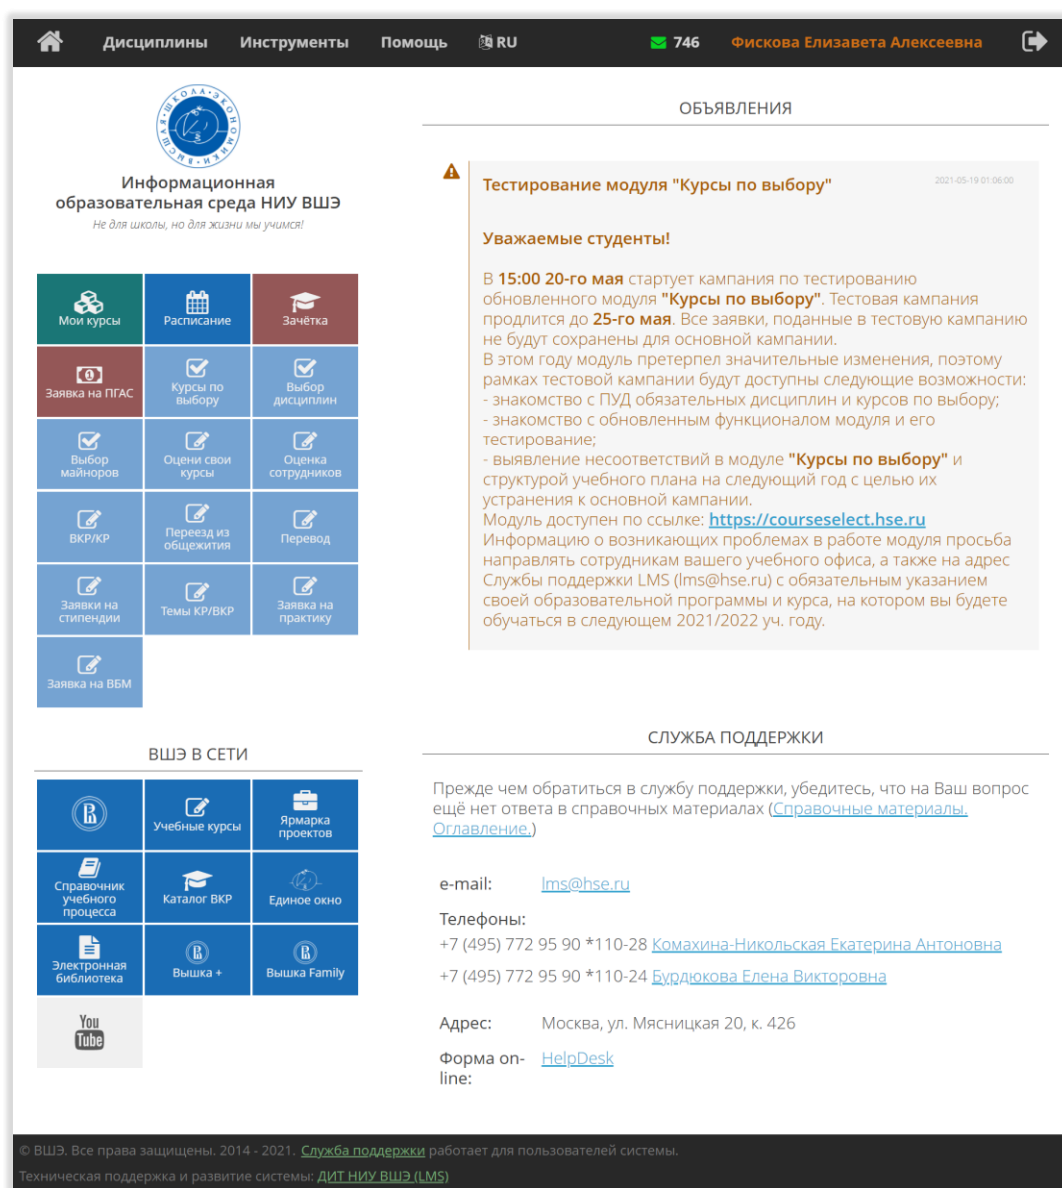 Дисциплины Инструменты Помощь RU 746 Фискова Елизавета Алексеевна
ВЫСШАЯ ШКОЛА ЭКОНОМИКИ
Информационная
образовательная среда НИУ ВШЭ
Не для школы, но для жизни мы учимся!
Мои курсы
Расписание
Зачётка
Заявка на ПГАС
Курсы по
выбору
Выбор
дисциплин
Выбор
майноров
Оцени свои
курсы
Оценка
сотрудников
ВКР/КР
Переезд из
общежития
Перевод
Заявки на
стипендии
Темы КР/ВКР
Заявка на
практику
Заявка на ВБМ
ВШЭ В СЕТИ
Учебные курсы
Ярмарка
проектов
Справочник
учебного
процесса
Каталог ВКР
Единое окно
Электронная
библиотека
Вышка +
Вышка Family
You
Tube
ОБЪЯВЛЕНИЯ
Тестирование модуля "Курсы по выбору" 2021-05-19 01:06:00
Уважаемые студенты!
В 15:00 20-го мая стартует кампания по тестированию
обновленного модуля "Курсы по выбору". Тестовая кампания
продлится до 25-го мая. Все заявки, поданные в тестовую кампанию
не будут сохранены для основной кампании.
В этом году модуль претерпел значительные изменения, поэтому
рамках тестовой кампании будут доступны следующие возможности:
- знакомство с ПУД обязательных дисциплин и курсов по выбору;
- знакомство с обновленным функционалом модуля и его
тестирование;
- выявление несоответствий в модуле "Курсы по выбору" и
структурой учебного плана на следующий год с целью их
устранения к основной кампании.
Модуль доступен по ссылке: https://courseselect.hse.ru
Информацию о возникающих проблемах в работе модуля просьба
направлять сотрудникам вашего учебного офиса, а также на адрес
Службы поддержки LMS (lms@hse.ru) с обязательным указанием
своей образовательной программы и курса, на котором вы будете
обучаться в следующем 2021/2022 уч. году.
СЛУЖБА ПОДДЕРЖКИ
Прежде чем обратиться в службу поддержки, убедитесь, что на Ваш вопрос
ещё нет ответа в справочных материалах (Справочные материалы.
Оглавление.)
e-mail: lms@hse.ru
Телефоны:
+7 (495) 772 95 90 *110-28 Комахина-Никольская Екатерина Антоновна
+7 (495) 772 95 90 *110-24 Бурдюкова Елена Викторовна
Адрес: Москва, ул. Мясницкая 20, к. 426
Форма on-
line: HelpDesk
© ВШЭ. Все права защищены. 2014 - 2021. Служба поддержки работает для пользователей системы.
Техническая поддержка и развитие системы: ДИТ НИУ ВШЭ (LMS)